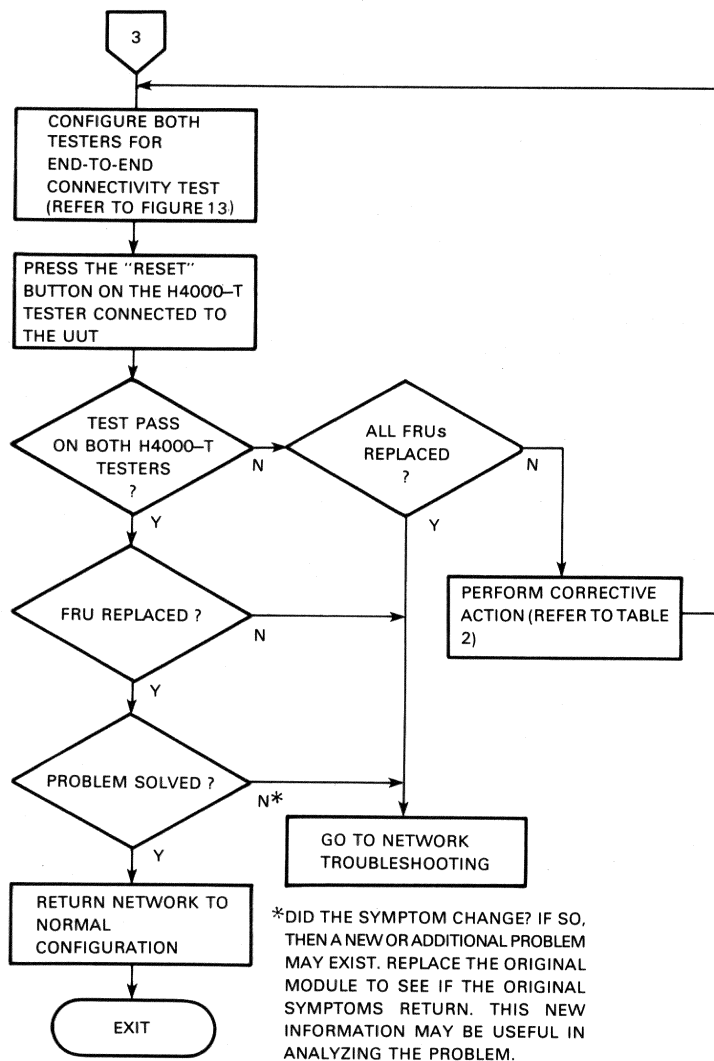 3
CONFIGURE BOTH
TESTERS FOR
END-TO-END
CONNECTIVITY TEST
(REFER TO FIGURE 13)
PRESS THE "RESET"
BUTTON ON THE H4000-T
TESTER CONNECTED TO
THE UUT
TEST PASS
ON BOTH H4000-T
TESTERS
?
N
Y
ALL FRUs
REPLACED
?
N
Y
PERFORM CORRECTIVE
ACTION (REFER TO TABLE
2)
FRU REPLACED ?
N
Y
PROBLEM SOLVED ?
N*
Y
GO TO NETWORK
TROUBLESHOOTING
RETURN NETWORK TO
NORMAL
CONFIGURATION
EXIT
*DID THE SYMPTOM CHANGE? IF SO,
THEN A NEW OR ADDITIONAL PROBLEM
MAY EXIST. REPLACE THE ORIGINAL
MODULE TO SEE IF THE ORIGINAL
SYMPTOMS RETURN. THIS NEW
INFORMATION MAY BE USEFUL IN
ANALYZING THE PROBLEM.